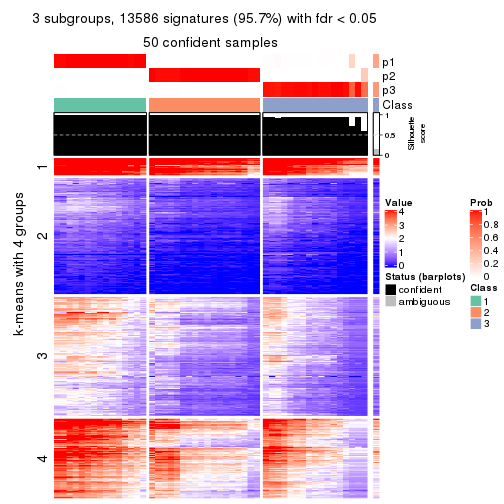 3 subgroups, 13586 signatures (95.7%) with fdr < 0.05
50 confident samples
p1
p2
p3
Class
1
0.5
0
Silhouette
score
k-means with 4 groups
1
2
3
4
Value
4
3
2
1
0
Status (barplots)
confident
ambiguous
Prob
1
0.8
0.6
0.4
0.2
0
Class
1
2
3